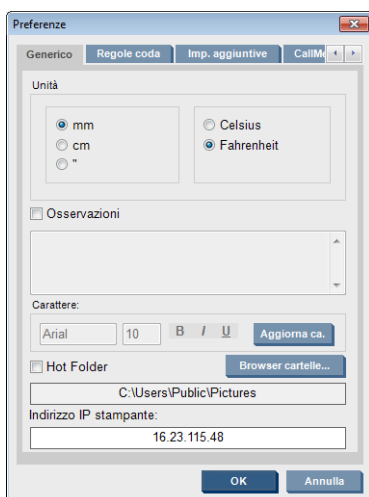 Preferenze
Generico Regole coda Imp. aggiuntive
Unità
mm Celsius
cm Fahrenheit
"
Osservazioni
Carattere:
Arial 10 B I U Aggiorna ca.
Hot Folder Browser cartelle...
C:\Users\Public\Pictures
Indirizzo IP stampante:
16.23.115.48
OK Annulla